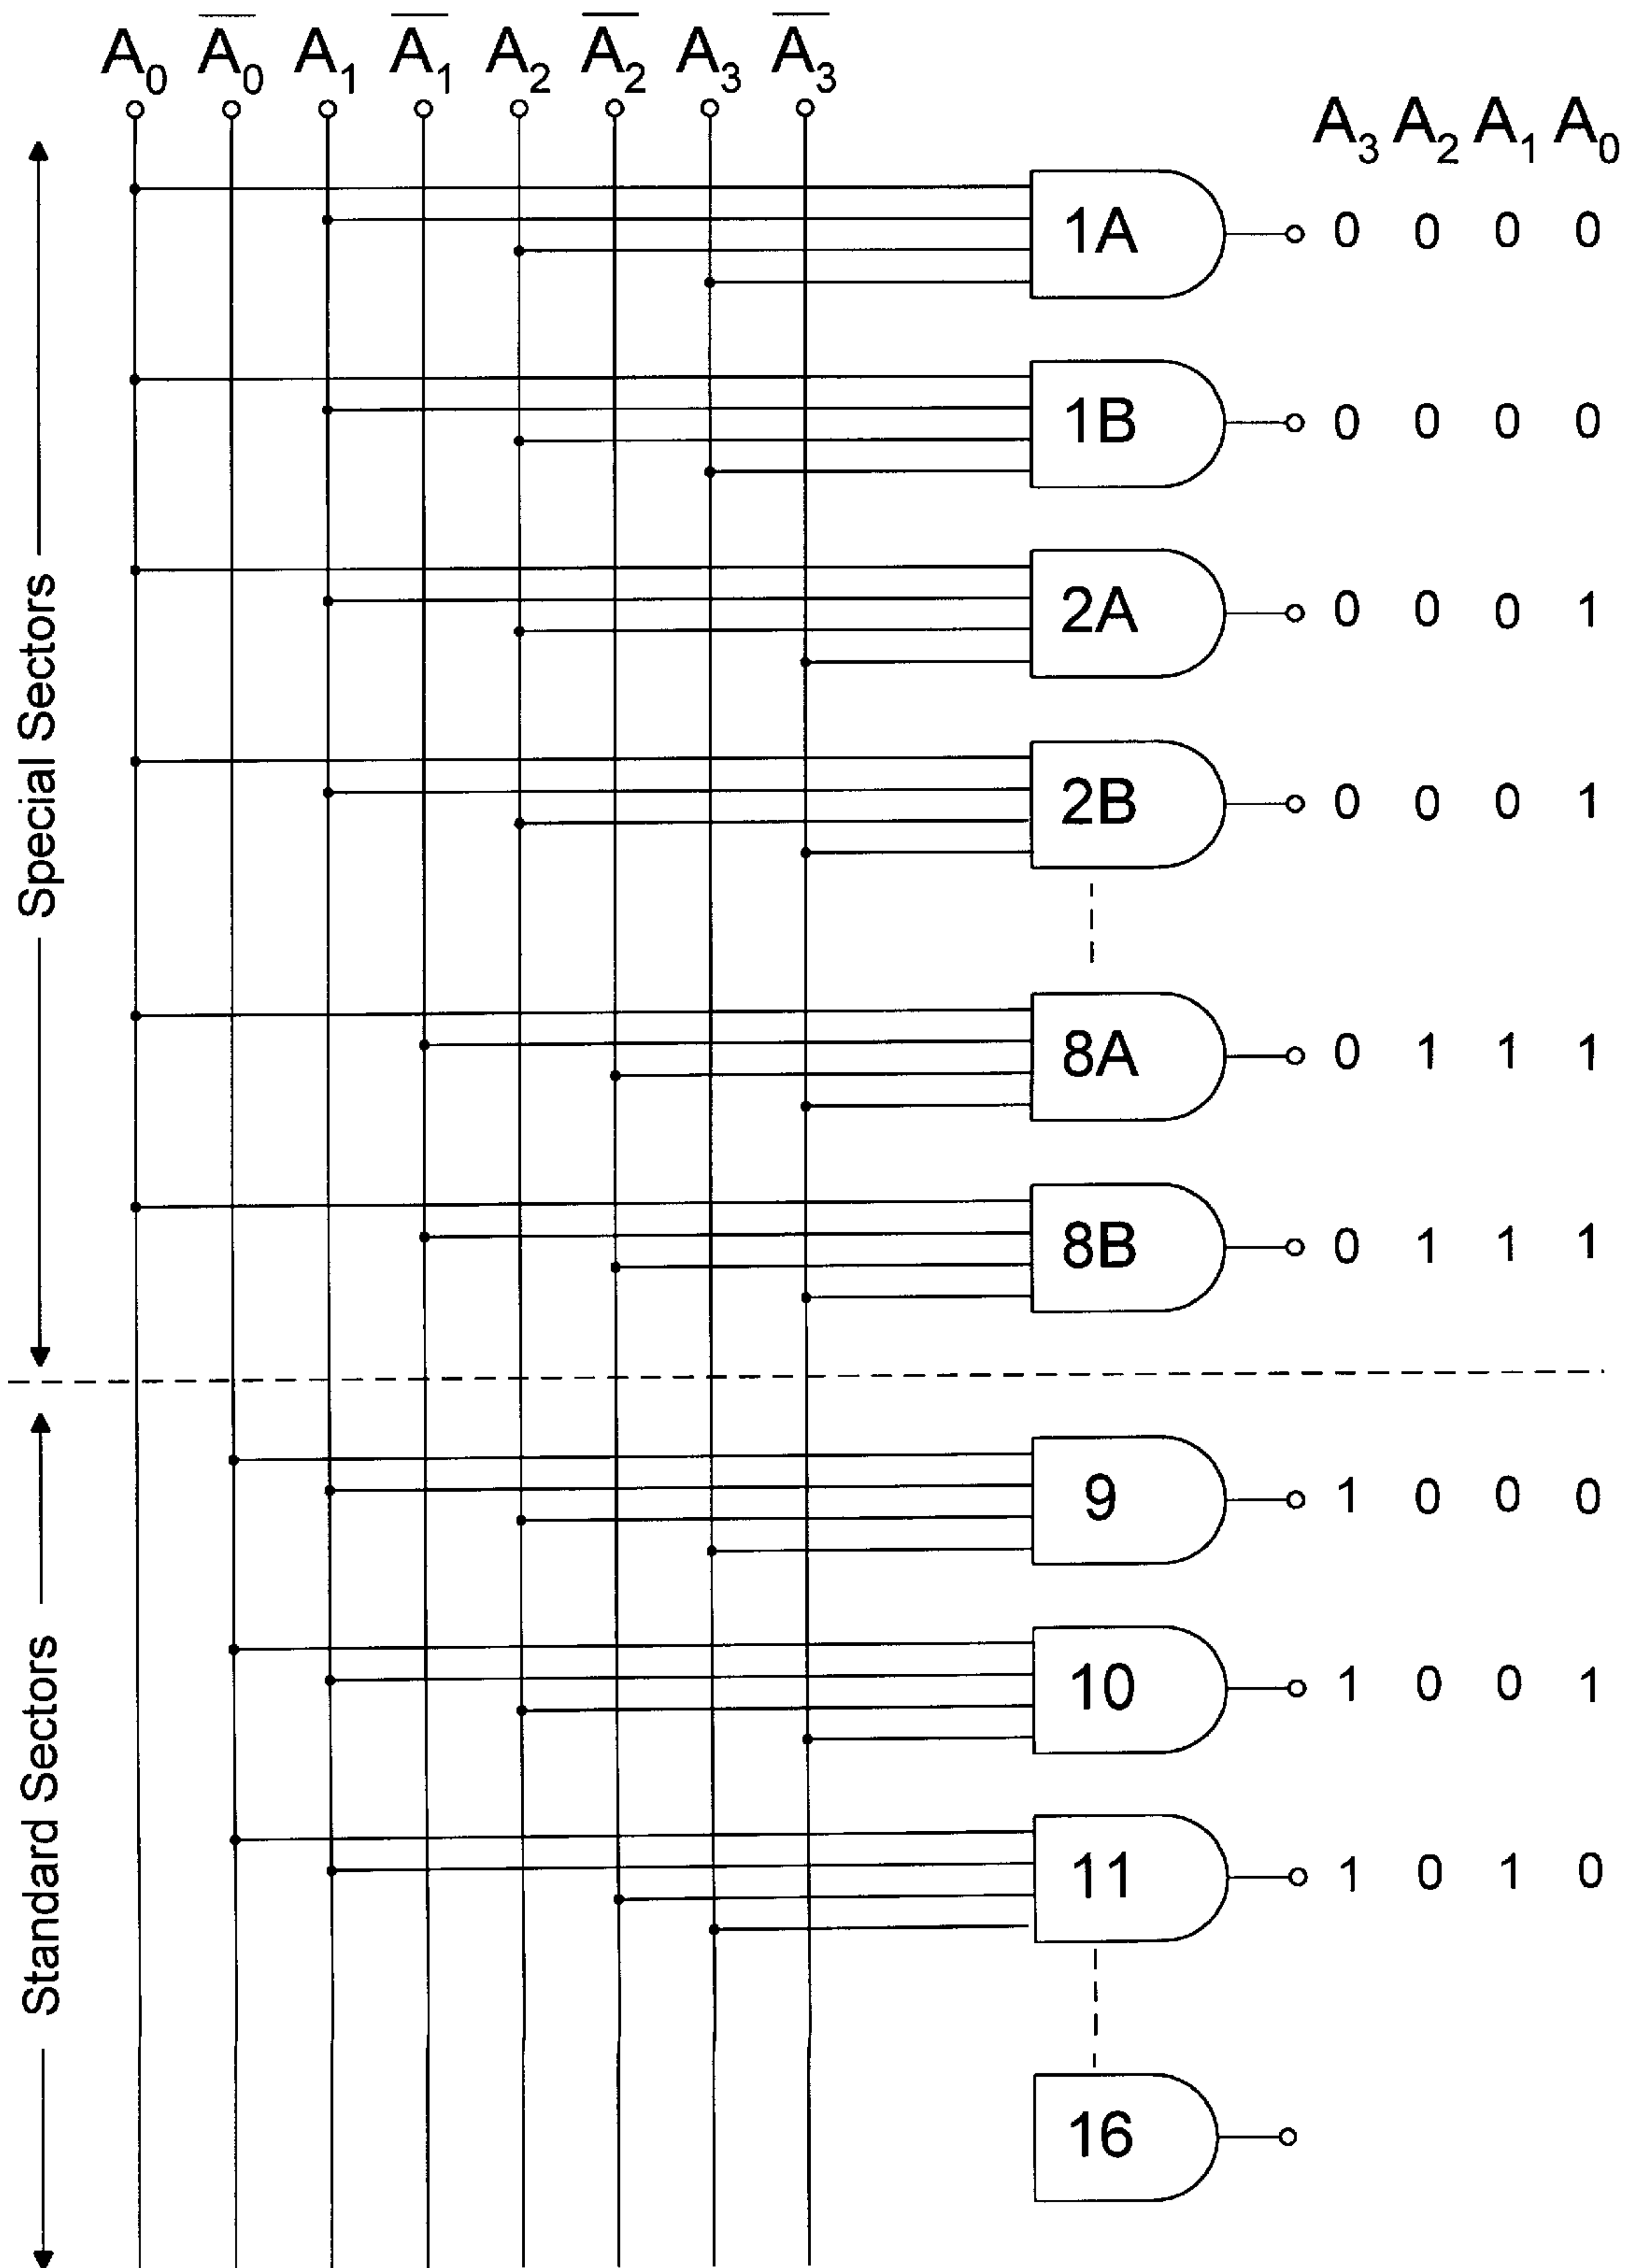 A₀ A̅₀ A₁ A̅₁ A₂ A̅₂ A₃ A̅₃
A₃ A₂ A₁ A₀
Special Sectors
1A 0 0 0 0
1B 0 0 0 0
2A 0 0 0 1
2B 0 0 0 1
8A 0 1 1 1
8B 0 1 1 1
Standard Sectors
9 1 0 0 0
10 1 0 0 1
11 1 0 1 0
16